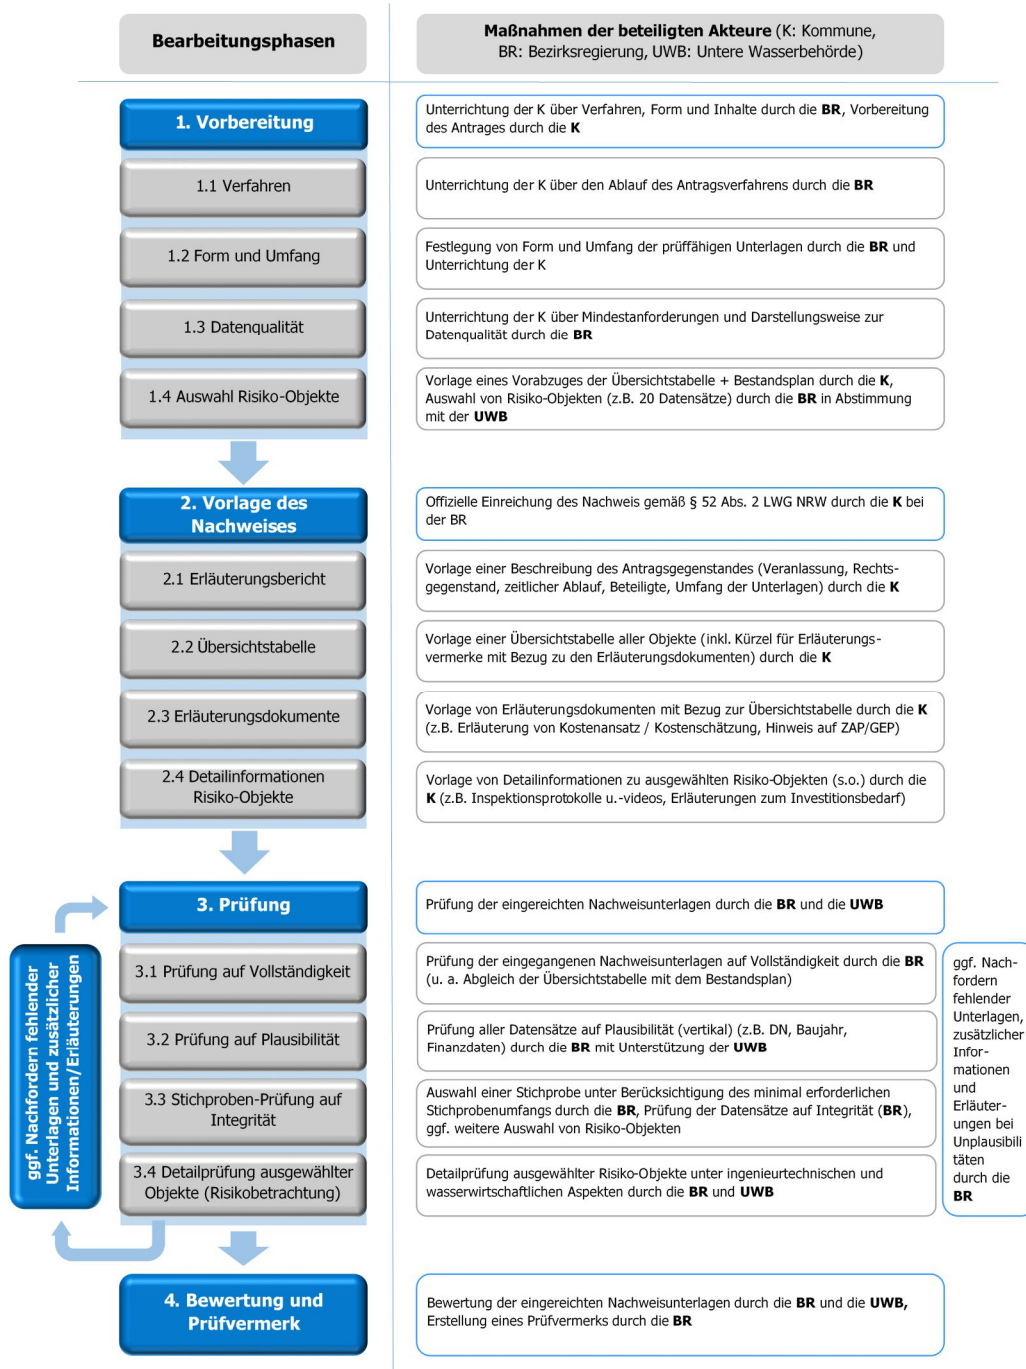 Bearbeitungsphasen
Maßnahmen der beteiligten Akteure (K: Kommune,
BR: Bezirksregierung, UWB: Untere Wasserbehörde)
1. Vorbereitung
Unterrichtung der K über Verfahren, Form und Inhalte durch die BR, Vorbereitung
des Antrages durch die K
1.1 Verfahren
Unterrichtung der K über den Ablauf des Antragsverfahrens durch die BR
1.2 Form und Umfang
Festlegung von Form und Umfang der prüffähigen Unterlagen durch die BR und
Unterrichtung der K
1.3 Datenqualität
Unterrichtung der K über Mindestanforderungen und Darstellungsweise zur
Datenqualität durch die BR
1.4 Auswahl Risiko-Objekte
Vorlage eines Vorabzuges der Übersichtstabelle + Bestandsplan durch die K,
Auswahl von Risiko-Objekten (z.B. 20 Datensätze) durch die BR in Abstimmung
mit der UWB
2. Vorlage des
Nachweises
Offizielle Einreichung des Nachweis gemäß § 52 Abs. 2 LWG NRW durch die K bei
der BR
2.1 Erläuterungsbericht
Vorlage einer Beschreibung des Antragsgegenstandes (Veranlassung, Rechts-
gegenstand, zeitlicher Ablauf, Beteiligte, Umfang der Unterlagen) durch die K
2.2 Übersichtstabelle
Vorlage einer Übersichtstabelle aller Objekte (inkl. Kürzel für Erläuterungs-
vermerke mit Bezug zu den Erläuterungsdokumenten) durch die K
2.3 Erläuterungsdokumente
Vorlage von Erläuterungsdokumenten mit Bezug zur Übersichtstabelle durch die K
(z.B. Erläuterung von Kostenansatz / Kostenschätzung, Hinweis auf ZAP/GEP)
2.4 Detailinformationen
Risiko-Objekte
Vorlage von Detailinformationen zu ausgewählten Risiko-Objekten (s.o.) durch die
K (z.B. Inspektionsprotokolle u.-videos, Erläuterungen zum Investitionsbedarf)
3. Prüfung
Prüfung der eingereichten Nachweisunterlagen durch die BR und die UWB
ggf. Nachfordern fehlender
Unterlagen und zusätzlicher
Informationen/Erläuterungen
3.1 Prüfung auf Vollständigkeit
Prüfung der eingegangenen Nachweisunterlagen auf Vollständigkeit durch die BR
(u. a. Abgleich der Übersichtstabelle mit dem Bestandsplan)
3.2 Prüfung auf Plausibilität
Prüfung aller Datensätze auf Plausibilität (vertikal) (z.B. DN, Baujahr,
Finanzdaten) durch die BR mit Unterstützung der UWB
3.3 Stichproben-Prüfung auf
Integrität
Auswahl einer Stichprobe unter Berücksichtigung des minimal erforderlichen
Stichprobenumfangs durch die BR, Prüfung der Datensätze auf Integrität (BR),
ggf. weitere Auswahl von Risiko-Objekten
3.4 Detailprüfung ausgewählter
Objekte (Risikobetrachtung)
Detailprüfung ausgewählter Risiko-Objekte unter ingenieurtechnischen und
wasserwirtschaftlichen Aspekten durch die BR und UWB
ggf. Nach-
fordern
fehlender
Unterlagen,
zusätzlicher
Infor-
mationen
und
Erläuter-
ungen bei
Unplausibili
täten
durch die
BR
4. Bewertung und
Prüfvermerk
Bewertung der eingereichten Nachweisunterlagen durch die BR und die UWB,
Erstellung eines Prüfvermerks durch die BR